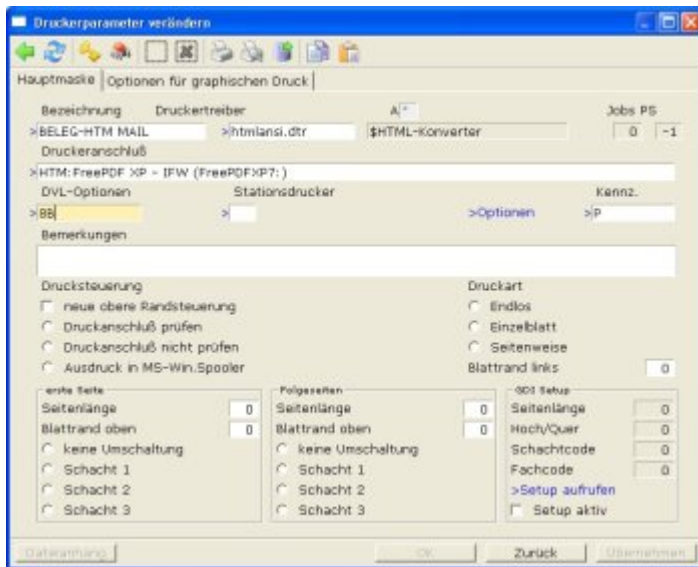 Druckerparameter verändern
Hauptmaske Optionen für graphischen Druck
Bezeichnung Druckertreiber A * Jobs PS
>BELEG-HTM MAIL >htmlansi.dtr $HTML-Konverter 0 -1
Druckeranschluß
>HTM:FreePDF XP - IFW (FreePDFXP7:)
DVL-Optionen Stationsdrucker Kennz.
>BB > >Optionen >P
Bemerkungen
Drucksteuerung Druckart
neue obere Randsteuerung Endlos
Druckanschluß prüfen Einzelblatt
Druckanschluß nicht prüfen Seitenweise
Ausdruck in MS-Win.Spooler Blattrand links 0
erste Seite Folgeseiten GDI Setup
Seitenlänge 0 Seitenlänge 0 Seitenlänge 0
Blattrand oben 0 Blattrand oben 0 Hoch/Quer 0
keine Umschaltung keine Umschaltung Schachtcode 0
Schacht 1 Schacht 1 Fachcode 0
Schacht 2 Schacht 2 >Setup aufrufen
Schacht 3 Schacht 3 Setup aktiv
Dateianhang OK Zurück Übernehmen